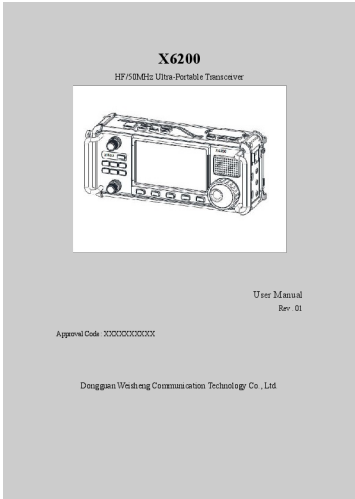 X6200
HF/50MHz Ultra-Portable Transceiver
User Manual
Rev. 01
Approval Code: XXXXXXXXXX
Dongguan Weisheng Communication Technology Co., Ltd